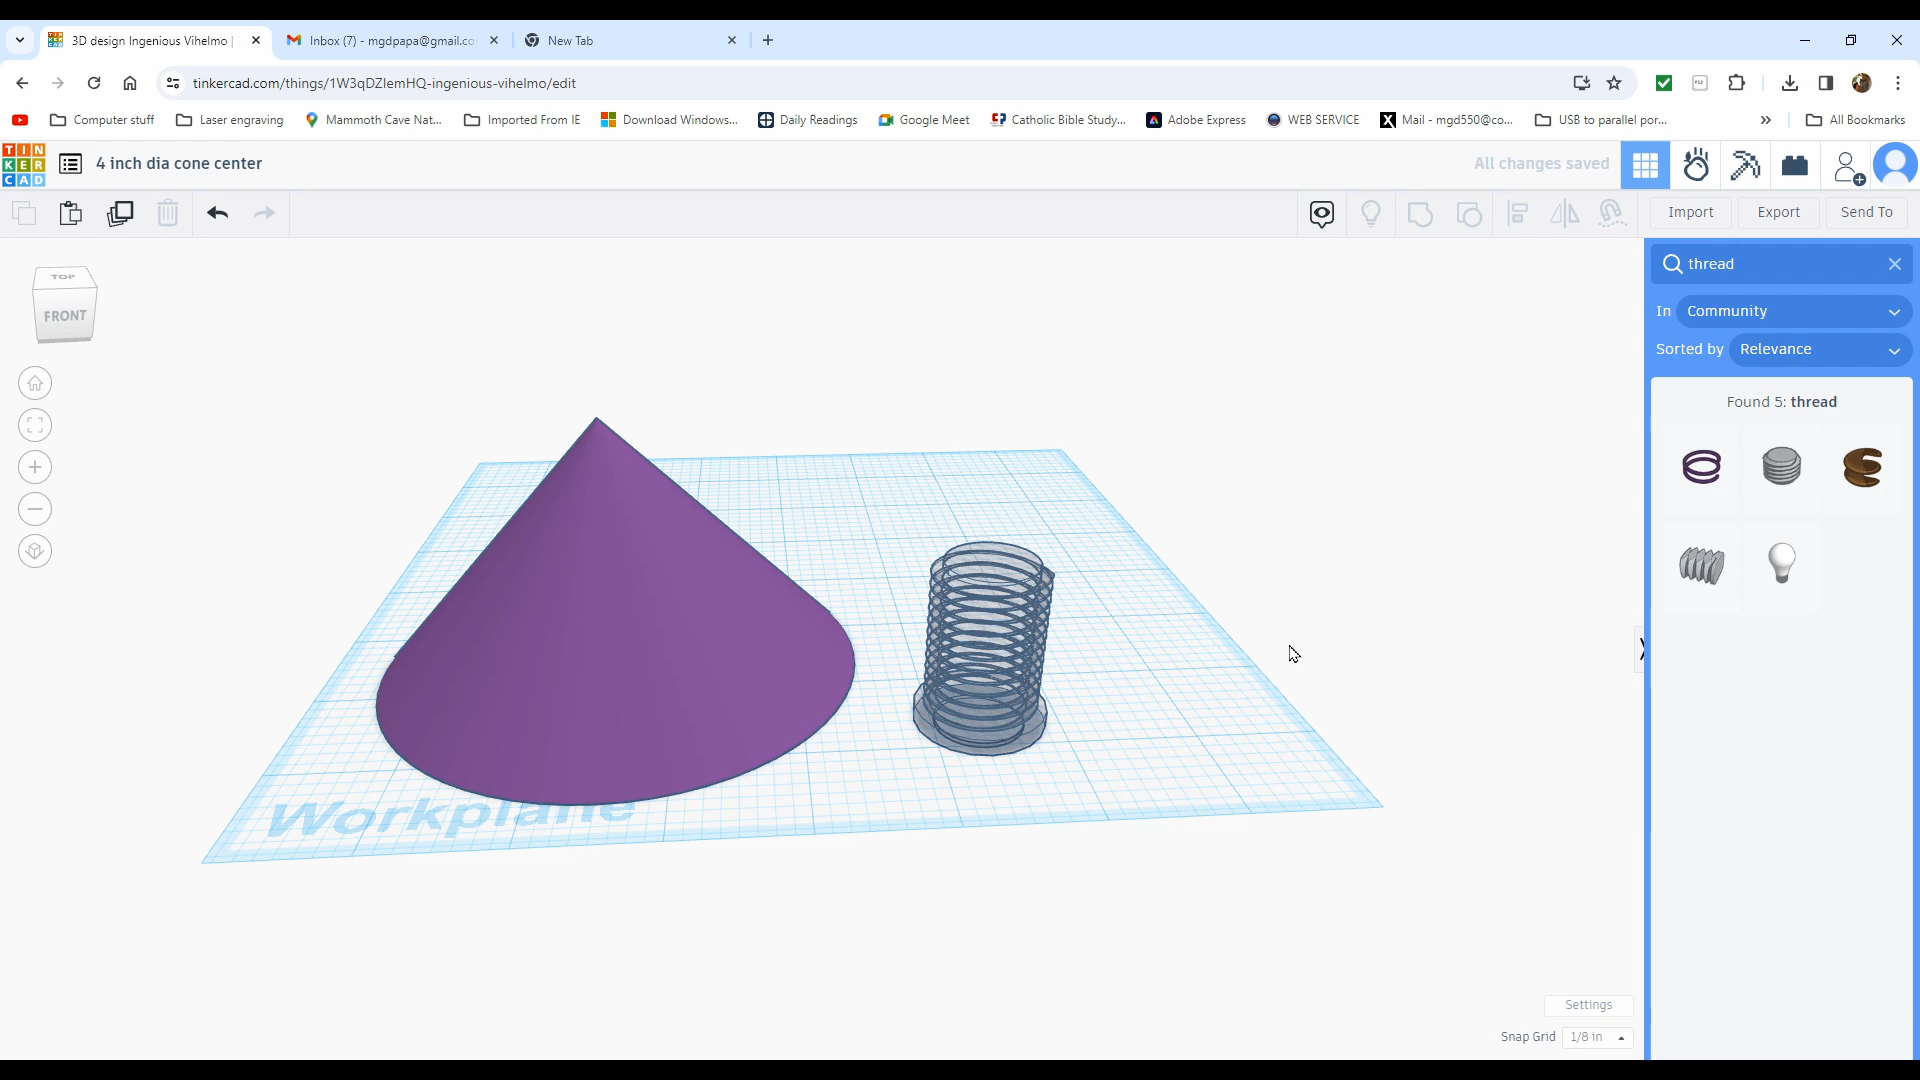 3D design Ingenious Vihelmo |
Inbox (7) - mgdpapa@gmail.co
New Tab
tinkercad.com/things/1W3qDZlemHQ-ingenious-vihelmo/edit
Computer stuff
Laser engraving
Mammoth Cave Nat...
Imported From IE
Download Windows...
Daily Readings
Google Meet
Catholic Bible Study...
Adobe Express
WEB SERVICE
Mail - mgd550@co...
USB to parallel por...
»
All Bookmarks
TIN
KER
CAD
4 inch dia cone center
All changes saved
Import
Export
Send To
TOP
FRONT
thread
In
Community
Sorted by
Relevance
Found 5: thread
Workplane
Settings
Snap Grid
1/8 in